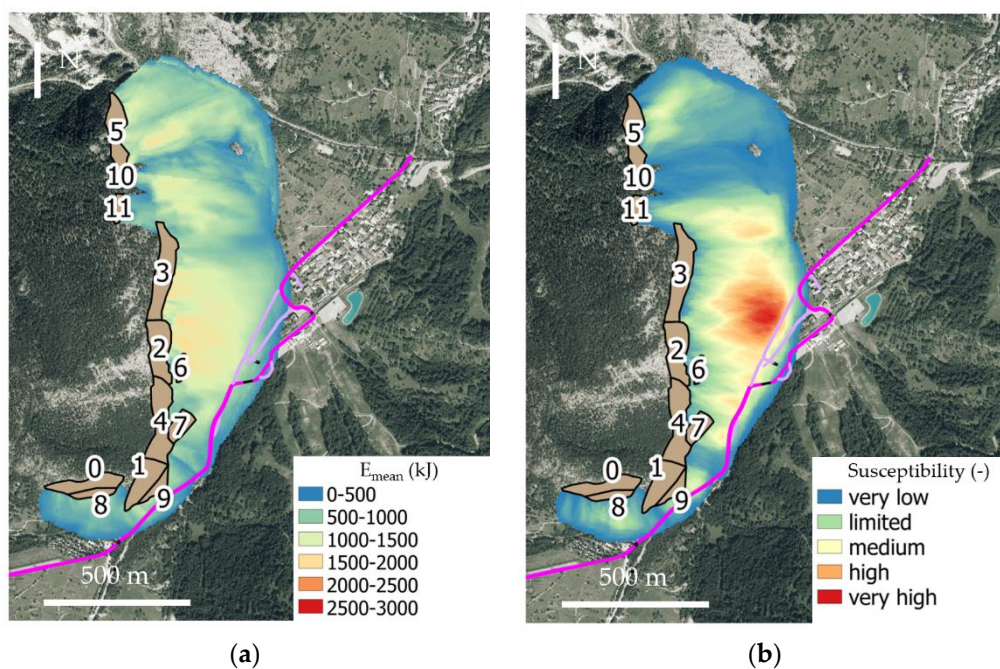 N
5
10
11
3
2
6
4
7
0
1
8
9
500 m
E_mean (kJ)
0-500
500-1000
1000-1500
1500-2000
2000-2500
2500-3000
(a)
N
5
10
11
3
2
6
4
7
0
1
8
9
500 m
Susceptibility (-)
very low
limited
medium
high
very high
(b)